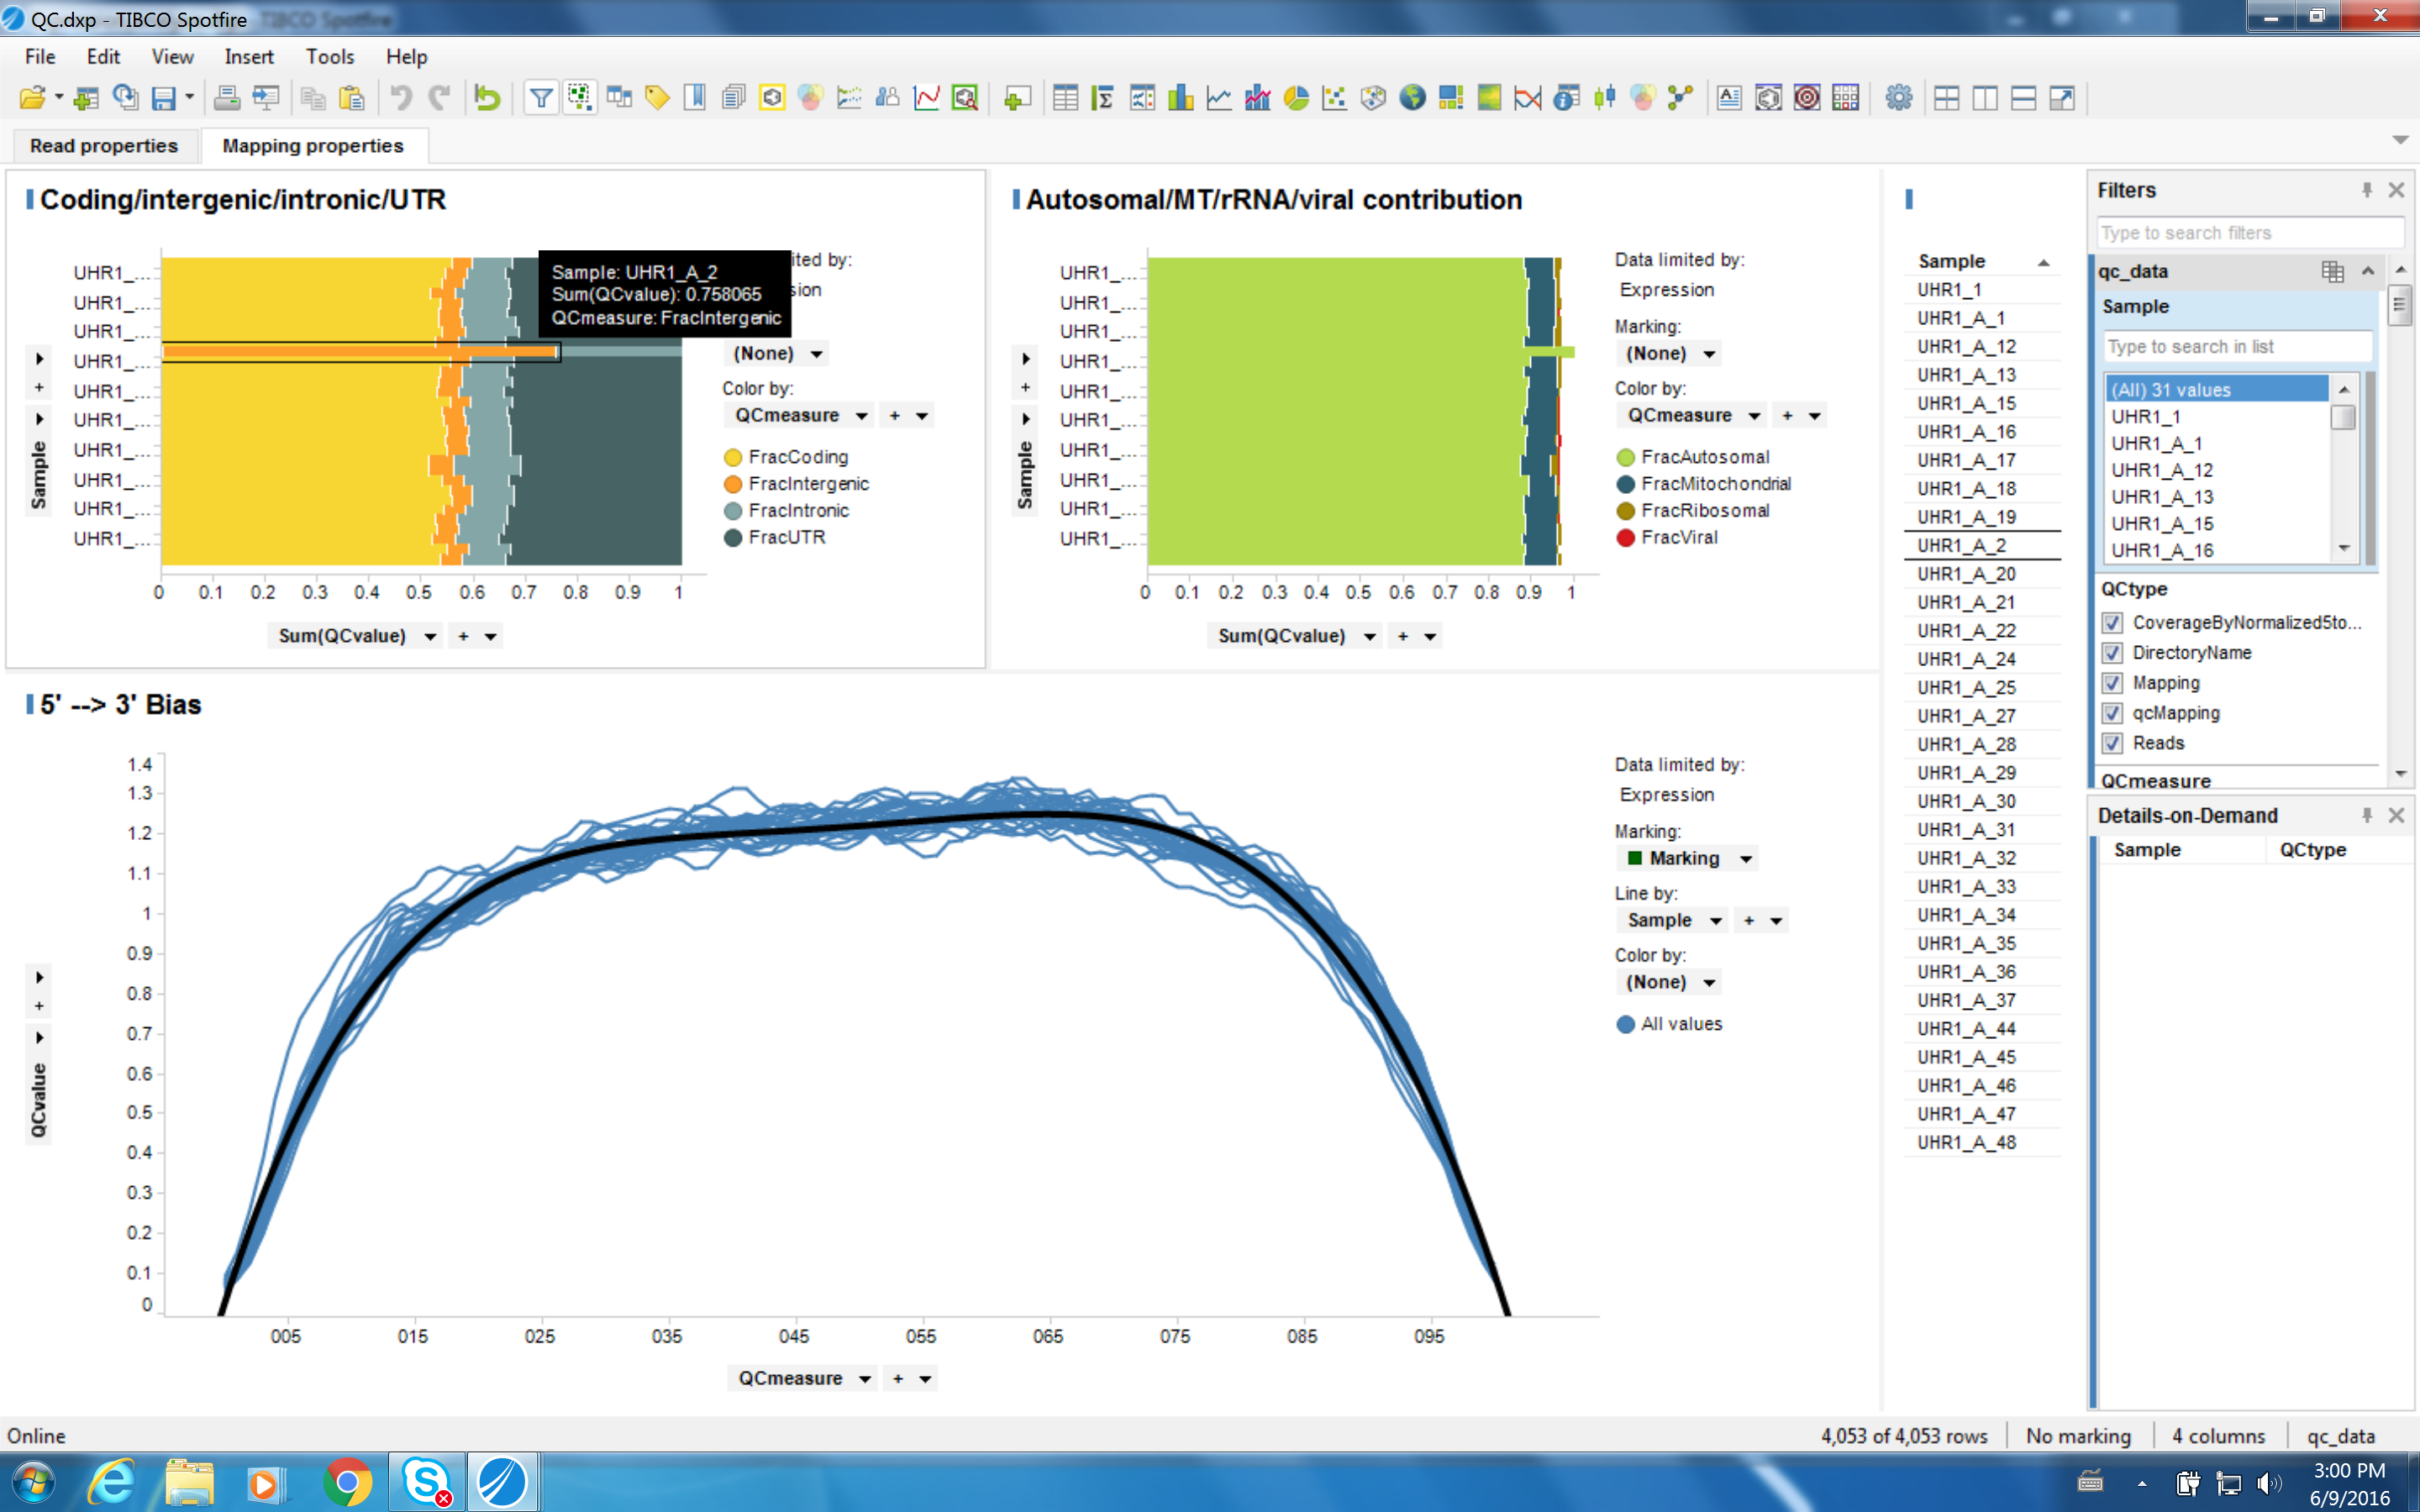 QC.dxp - TIBCO Spotfire
File Edit View Insert Tools Help
Read properties Mapping properties
Coding/intergenic/intronic/UTR
UHR1_...
UHR1_...
UHR1_...
UHR1_...
UHR1_...
UHR1_...
UHR1_...
UHR1_...
UHR1_...
UHR1_...
Sample
+
0 0.1 0.2 0.3 0.4 0.5 0.6 0.7 0.8 0.9 1
Sum(QCvalue) +
Sample: UHR1_A_2
Sum(QCvalue): 0.758065
QCmeasure: FracIntergenic
ited by:
sion
(None)
Color by:
QCmeasure +
FracCoding
FracIntergenic
FracIntronic
FracUTR
Autosomal/MT/rRNA/viral contribution
UHR1_...
UHR1_...
UHR1_...
UHR1_...
UHR1_...
UHR1_...
UHR1_...
UHR1_...
UHR1_...
UHR1_...
Sample
+
0 0.1 0.2 0.3 0.4 0.5 0.6 0.7 0.8 0.9 1
Sum(QCvalue) +
Data limited by:
Expression
Marking:
(None)
Color by:
QCmeasure +
FracAutosomal
FracMitochondrial
FracRibosomal
FracViral
5' --> 3' Bias
1.4
1.3
1.2
1.1
1
0.9
0.8
0.7
0.6
0.5
0.4
0.3
0.2
0.1
0
QCvalue
+
005 015 025 035 045 055 065 075 085 095
QCmeasure +
Data limited by:
Expression
Marking:
Marking
Line by:
Sample +
Color by:
(None)
All values
Sample
UHR1_1
UHR1_A_1
UHR1_A_12
UHR1_A_13
UHR1_A_15
UHR1_A_16
UHR1_A_17
UHR1_A_18
UHR1_A_19
UHR1_A_2
UHR1_A_20
UHR1_A_21
UHR1_A_22
UHR1_A_24
UHR1_A_25
UHR1_A_27
UHR1_A_28
UHR1_A_29
UHR1_A_30
UHR1_A_31
UHR1_A_32
UHR1_A_33
UHR1_A_34
UHR1_A_35
UHR1_A_36
UHR1_A_37
UHR1_A_44
UHR1_A_45
UHR1_A_46
UHR1_A_47
UHR1_A_48
Filters
Type to search filters
qc_data
Sample
Type to search in list
(All) 31 values
UHR1_1
UHR1_A_1
UHR1_A_12
UHR1_A_13
UHR1_A_15
UHR1_A_16
QCtype
CoverageByNormalized5to...
DirectoryName
Mapping
qcMapping
Reads
QCmeasure
Details-on-Demand
Sample QCtype
Online
4,053 of 4,053 rows No marking 4 columns qc_data
3:00 PM
6/9/2016